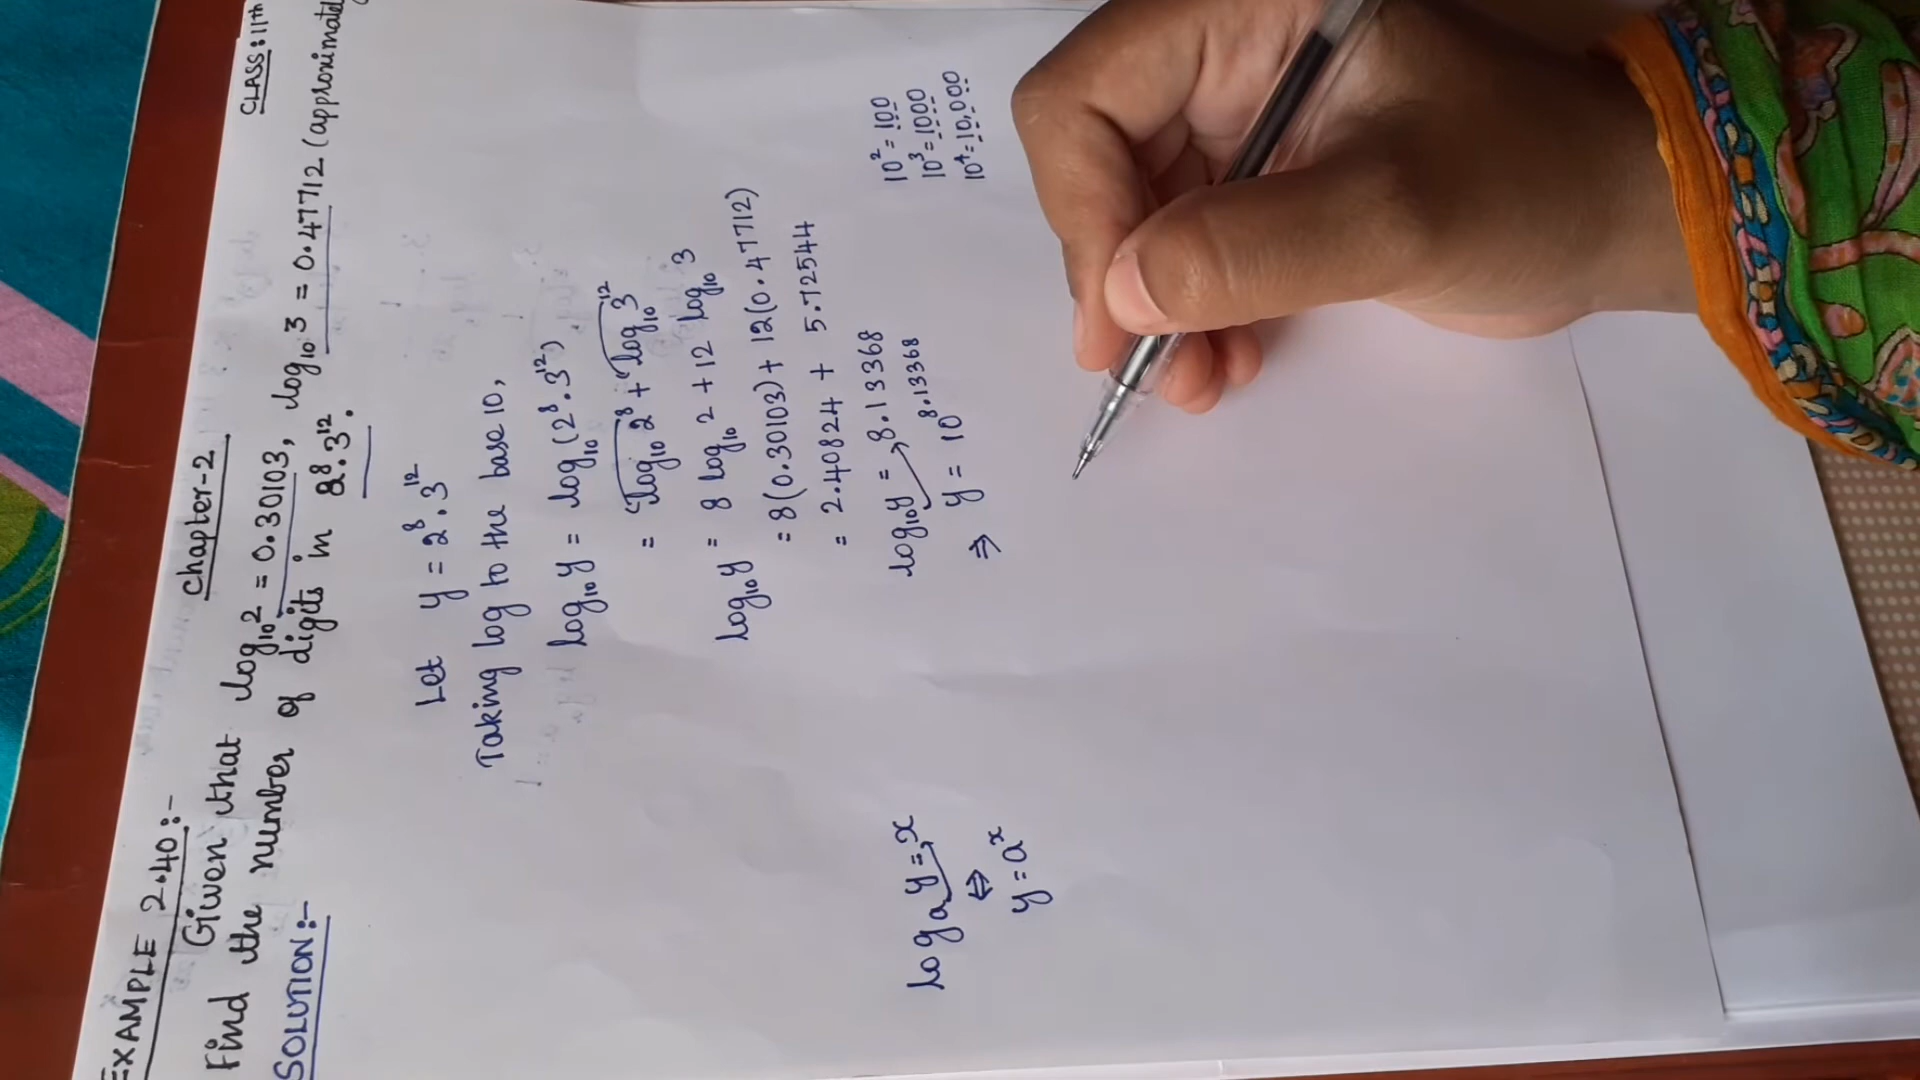 CLASS: 11th
Chapter-2
EXAMPLE 2.40:-
Given that log₁₀2 = 0.30103, log₁₀3 = 0.47712 (approximately
Find the number of digits in 2⁸.3¹².
SOLUTION:-
Let y = 2⁸.3¹²
Taking log to the base 10,
log₁₀y = log₁₀(2⁸.3¹²)
= log₁₀2⁸ + log₁₀3¹²
log₁₀y = 8 log₁₀2 + 12 log₁₀3
= 8(0.30103) + 12(0.47712)
= 2.40824 + 5.72544
log₁₀y = 8.13368
⇒ y = 10⁸·¹³³⁶⁸
10² = 100
10³ = 1000
10⁴ = 10,000
logₐy = x
⇔
y = aˣ